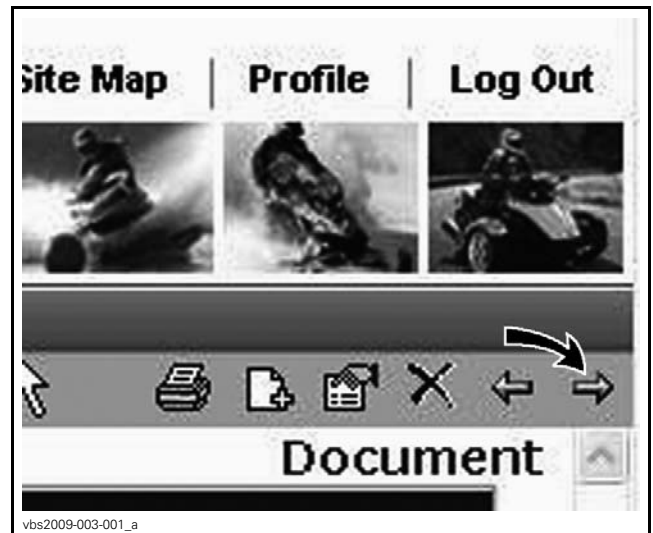 Site Map | Profile | Log Out
Document
vbs2009-003-001_a